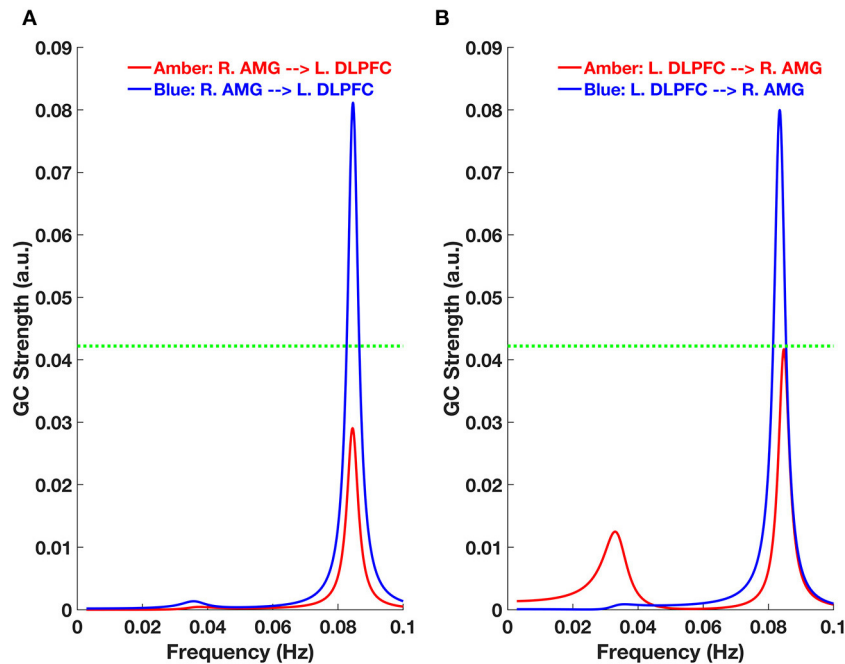 A
GC Strength (a.u.)
0.09
0.08
0.07
0.06
0.05
0.04
0.03
0.02
0.01
0
Amber: R. AMG --> L. DLPFC
Blue: R. AMG --> L. DLPFC
0 0.02 0.04 0.06 0.08 0.1
Frequency (Hz)
B
GC Strength (a.u.)
0.09
0.08
0.07
0.06
0.05
0.04
0.03
0.02
0.01
0
Amber: L. DLPFC --> R. AMG
Blue: L. DLPFC --> R. AMG
0 0.02 0.04 0.06 0.08 0.1
Frequency (Hz)